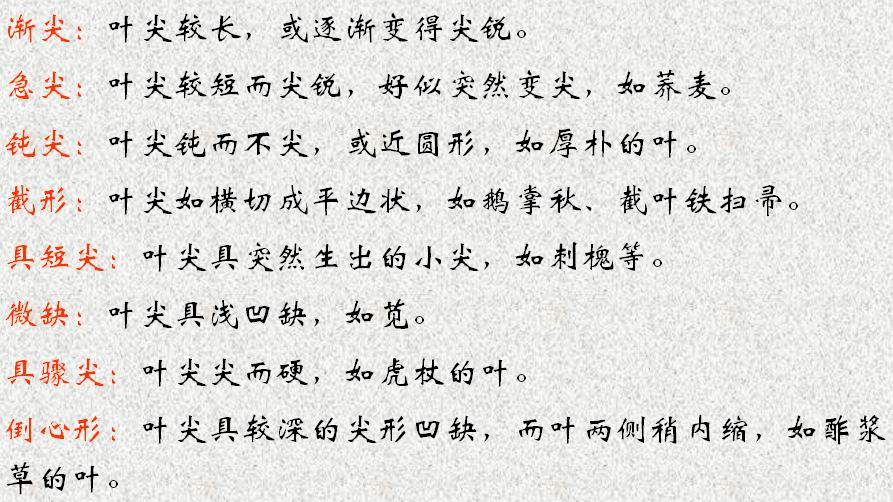 渐尖：叶尖较长，或逐渐变得尖锐。
急尖：叶尖较短而尖锐，好似突然变尖，如荞麦。
钝尖：叶尖钝而不尖，或近圆形，如厚朴的叶。
截形：叶尖如横切成平边状，如鹅掌秋、截叶铁扫帚。
具短尖：叶尖具突然生出的小尖，如刺槐等。
微缺：叶尖具浅凹缺，如苋。
具骤尖：叶尖尖而硬，如虎杖的叶。
倒心形：叶尖具较深的尖形凹缺，而叶两侧稍内缩，如酢浆
草的叶。